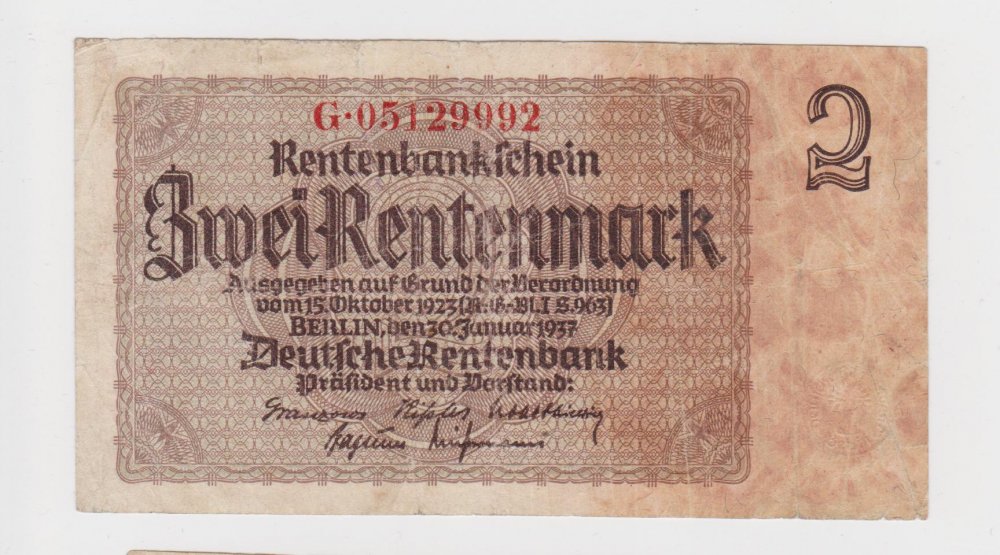 G·05129992
2
Rentenbankschein
Zwei Rentenmark
Ausgegeben auf Grund der Verordnung
vom 15. Oktober 1923 (R.-G.-Bl. I S. 963)
BERLIN, den 30. Januar 1937
Deutsche Rentenbank
Präsident und Vorstand: